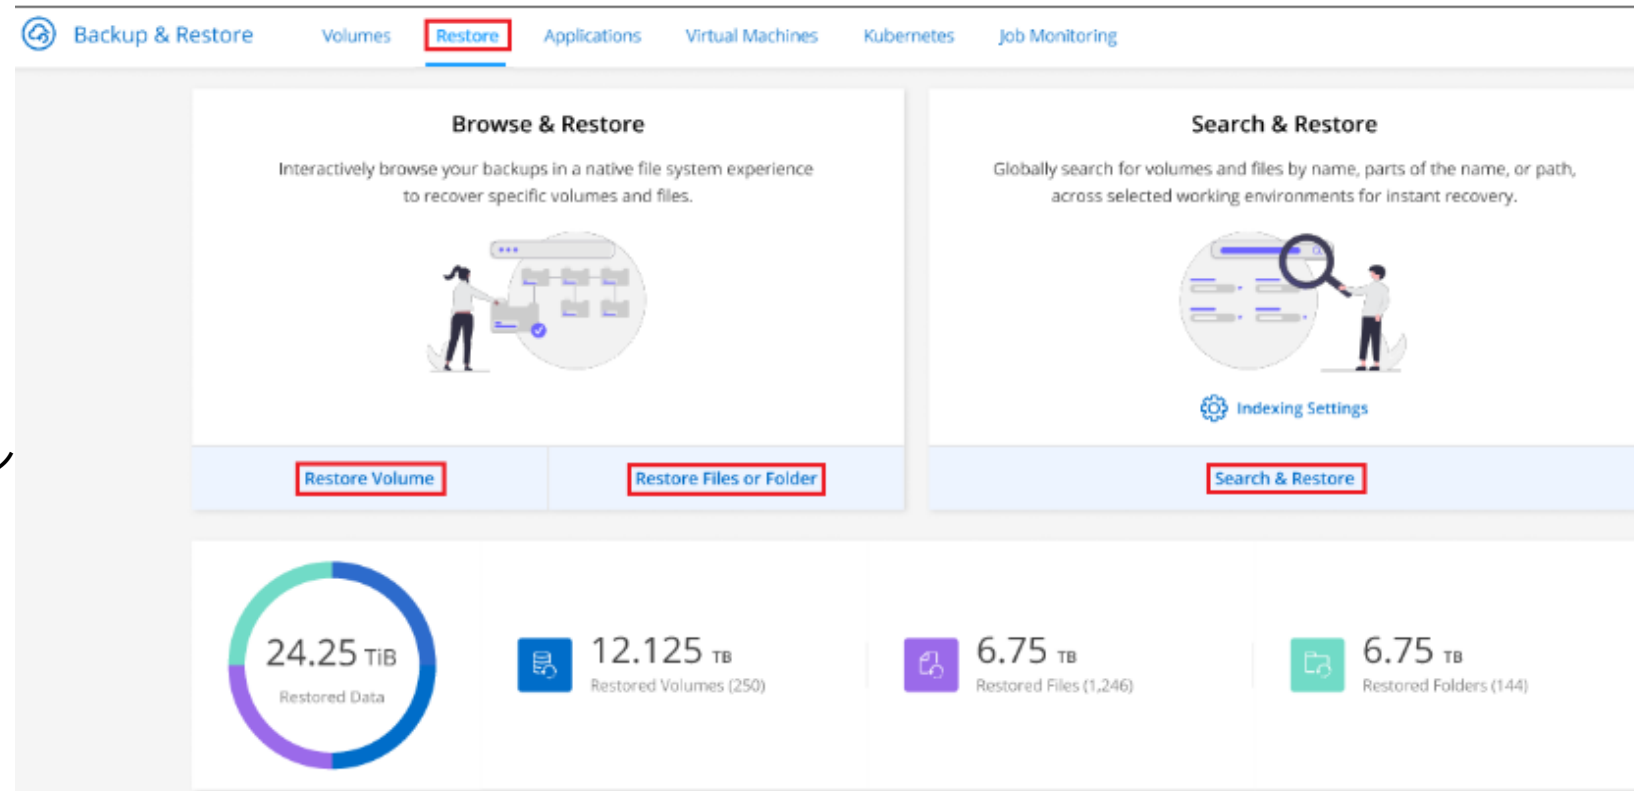 Backup & Restore Volumes Restore Applications Virtual Machines Kubernetes Job Monitoring
Browse & Restore
Interactively browse your backups in a native file system experience
to recover specific volumes and files.
Search & Restore
Globally search for volumes and files by name, parts of the name, or path,
across selected working environments for instant recovery.
Indexing Settings
Restore Volume
Restore Files or Folder
Search & Restore
24.25 TiB
Restored Data
12.125 TB
Restored Volumes (250)
6.75 TB
Restored Files (1,246)
6.75 TB
Restored Folders (144)